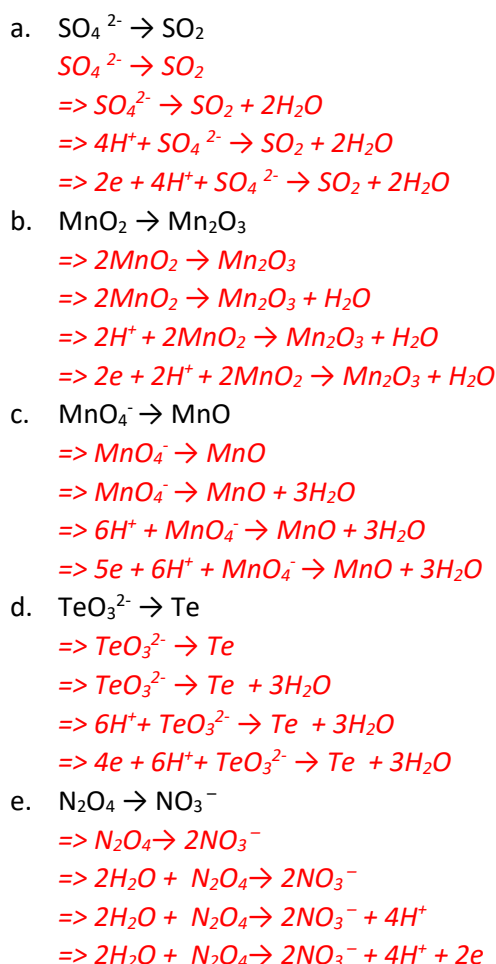 a. SO₄ ²⁻ → SO₂
SO₄ ²⁻ → SO₂
=> SO₄²⁻ → SO₂ + 2H₂O
=> 4H⁺+ SO₄ ²⁻ → SO₂ + 2H₂O
=> 2e + 4H⁺+ SO₄ ²⁻ → SO₂ + 2H₂O
b. MnO₂ → Mn₂O₃
=> 2MnO₂ → Mn₂O₃
=> 2MnO₂ → Mn₂O₃ + H₂O
=> 2H⁺ + 2MnO₂ → Mn₂O₃ + H₂O
=> 2e + 2H⁺ + 2MnO₂ → Mn₂O₃ + H₂O
c. MnO₄⁻ → MnO
=> MnO₄⁻ → MnO
=> MnO₄⁻ → MnO + 3H₂O
=> 6H⁺ + MnO₄⁻ → MnO + 3H₂O
=> 5e + 6H⁺ + MnO₄⁻ → MnO + 3H₂O
d. TeO₃²⁻ → Te
=> TeO₃²⁻ → Te
=> TeO₃²⁻ → Te + 3H₂O
=> 6H⁺+ TeO₃²⁻ → Te + 3H₂O
=> 4e + 6H⁺+ TeO₃²⁻ → Te + 3H₂O
e. N₂O₄ → NO₃⁻
=> N₂O₄→ 2NO₃⁻
=> 2H₂O + N₂O₄→ 2NO₃⁻
=> 2H₂O + N₂O₄→ 2NO₃⁻ + 4H⁺
=> 2H₂O + N₂O₄→ 2NO₃⁻ + 4H⁺ + 2e